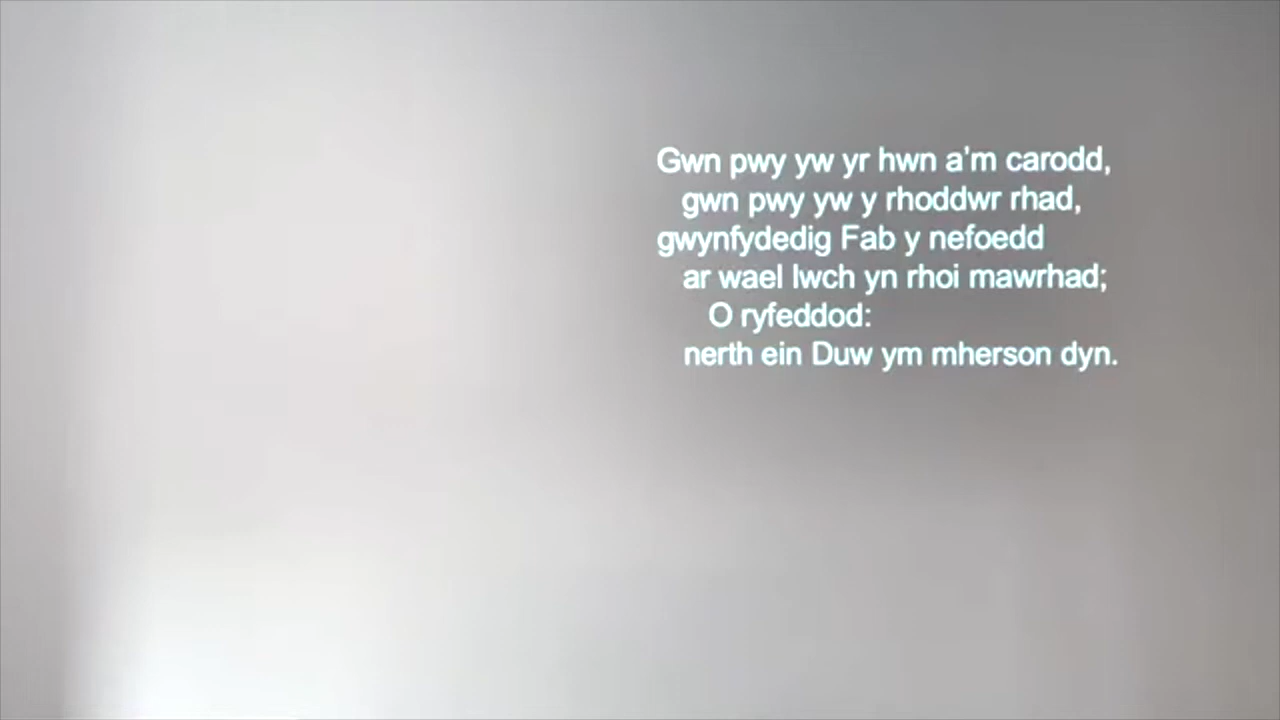 Gwn pwy yw yr hwn a'm carodd,
gwn pwy yw y rhoddwr rhad,
gwynfydedig Fab y nefoedd
ar wael lwch yn rhoi mawrhad;
O ryfeddod:
nerth ein Duw ym mherson dyn.